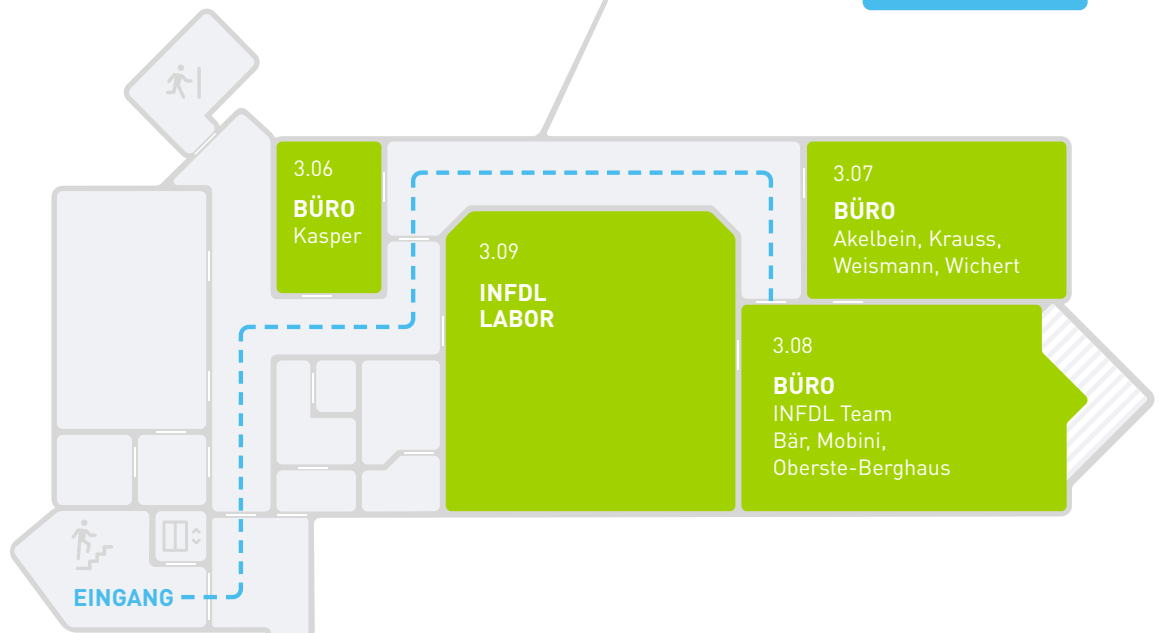 3.06
BÜRO
Kasper
3.07
BÜRO
Akelbein, Krauss,
Weismann, Wichert
3.09
INFDL
LABOR
3.08
BÜRO
INFDL Team
Bär, Mobini,
Oberste-Berghaus
EINGANG